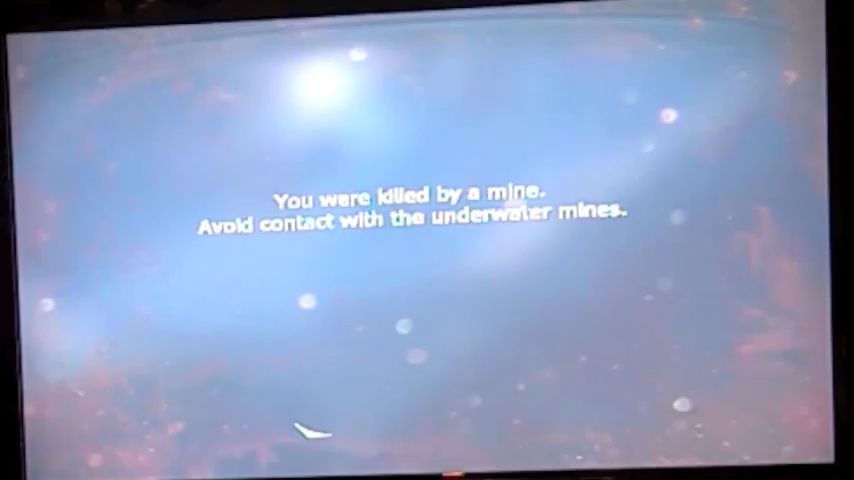 You were killed by a mine.
Avoid contact with the underwater mines.